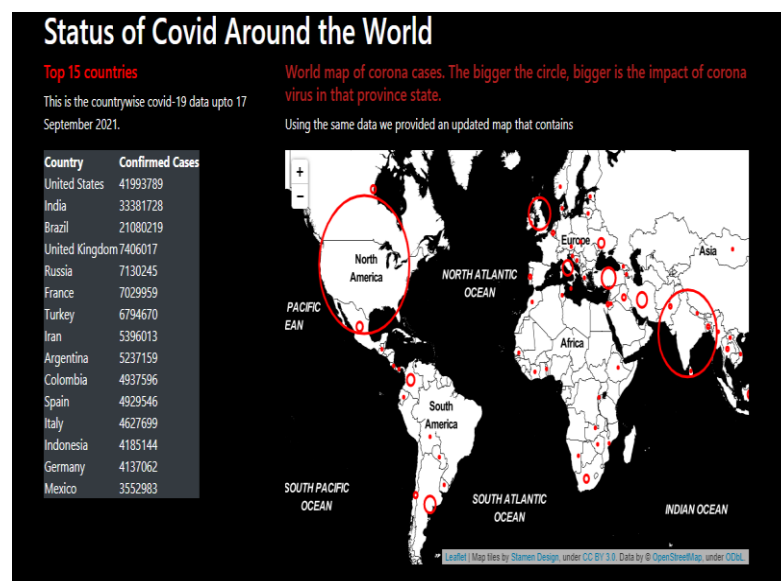 Status of Covid Around the World
Top 15 countries
This is the countrywise covid-19 data upto 17
September 2021.
Country Confirmed Cases
United States 41993789
India 33381728
Brazil 21080219
United Kingdom 7406017
Russia 7130245
France 7029959
Turkey 6794670
Iran 5396013
Argentina 5237159
Colombia 4937596
Spain 4929546
Italy 4627699
Indonesia 4185144
Germany 4137062
Mexico 3552983
World map of corona cases. The bigger the circle, bigger is the impact of corona
virus in that province state.
Using the same data we provided an updated map that contains
+
−
North
America
NORTH ATLANTIC
OCEAN
Europe
Asia
PACIFIC
EAN
Africa
South
America
SOUTH PACIFIC
OCEAN
SOUTH ATLANTIC
OCEAN
INDIAN OCEAN
Leaflet | Map tiles by Stamen Design, under CC BY 3.0. Data by © OpenStreetMap, under ODbL.